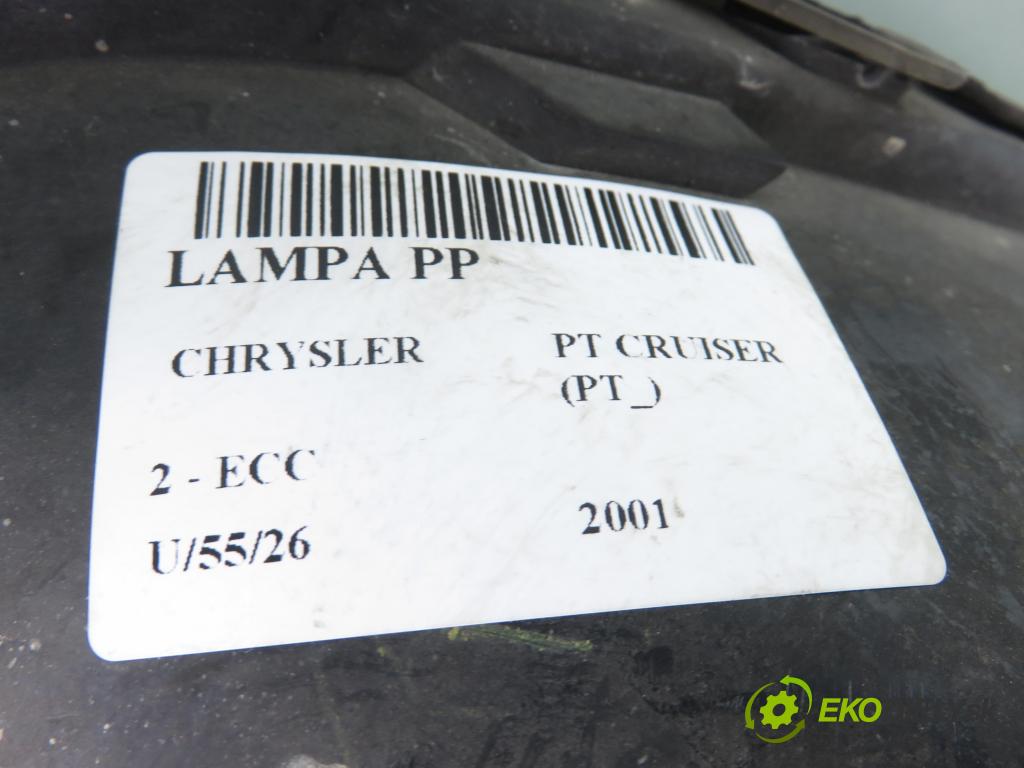 LAMPA PP
CHRYSLER PT CRUISER
(PT_)
2 - ECC
U/55/26 2001
EKO